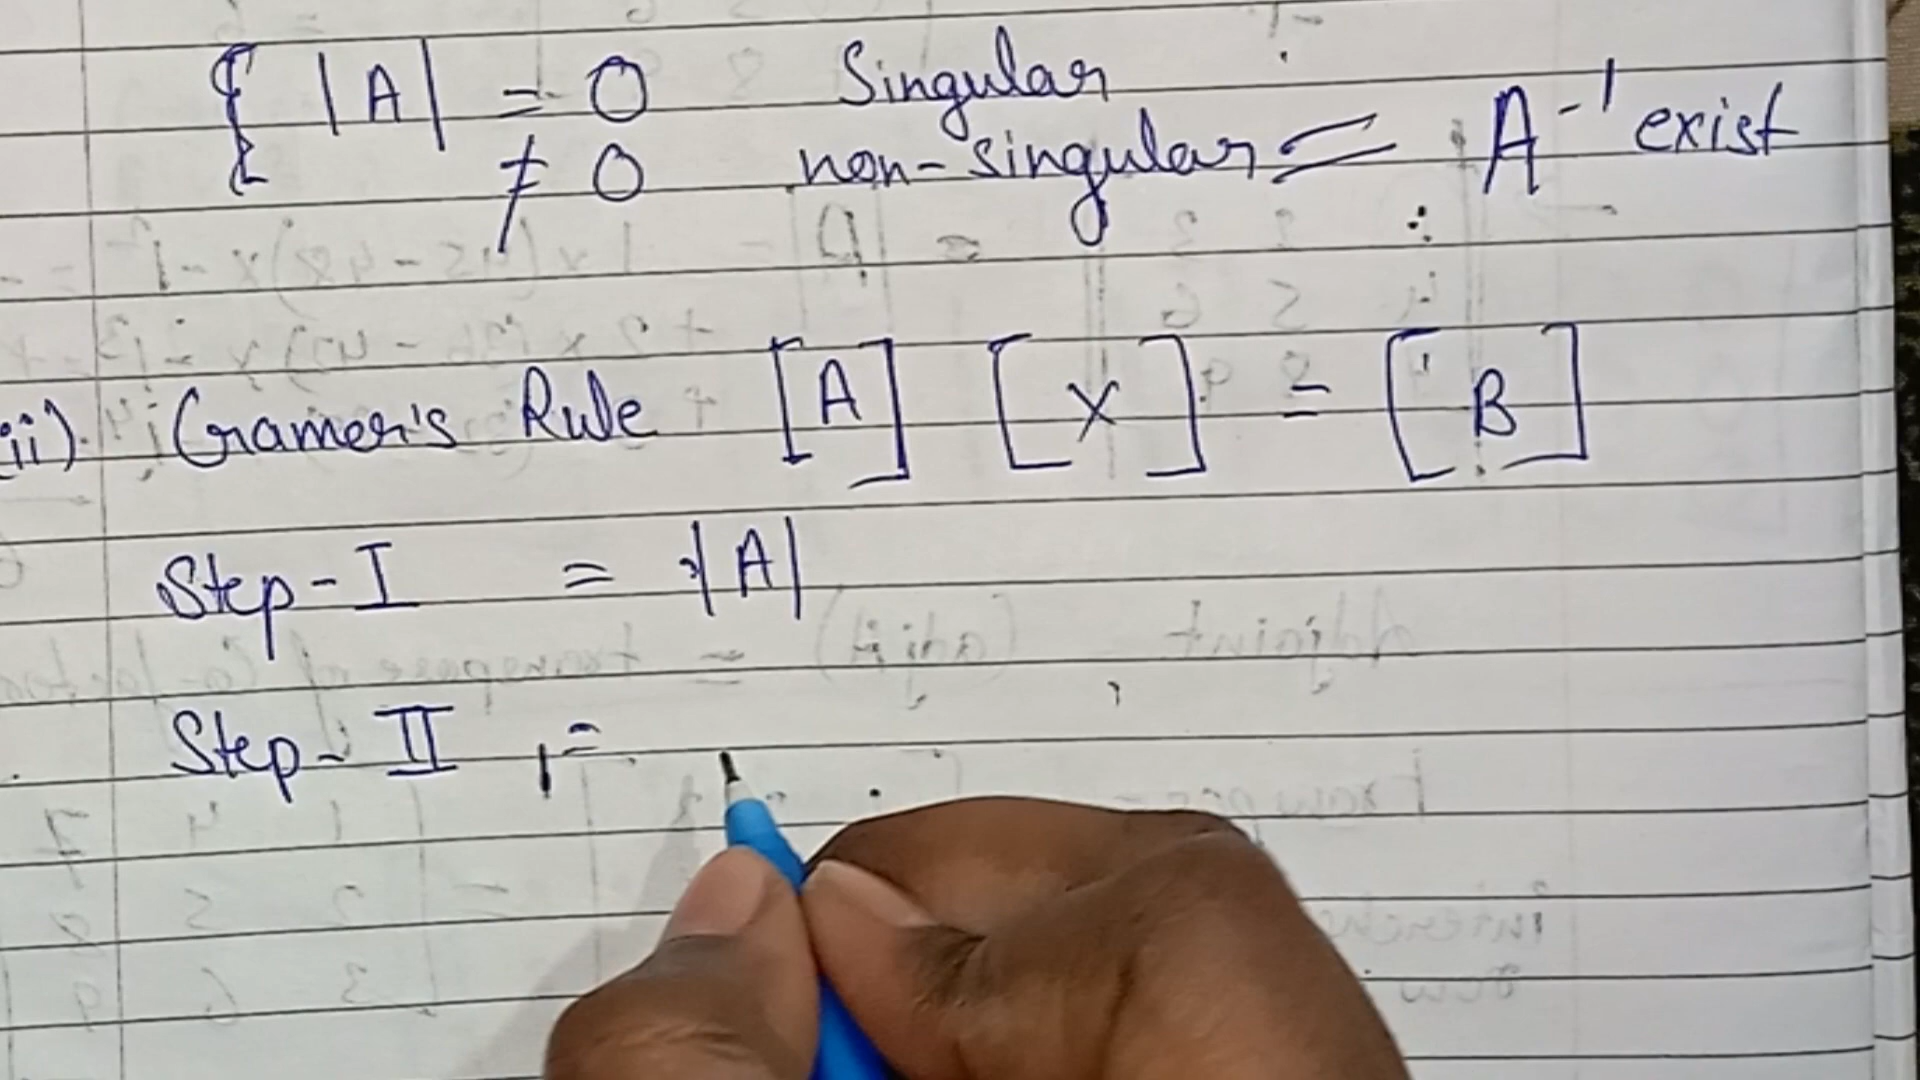 { |A| = 0 Singular
≠ 0 non-singular = A⁻¹ exist
(ii). Cramer's Rule [A] [X] = [B]
Step-I = |A|
Step-II =